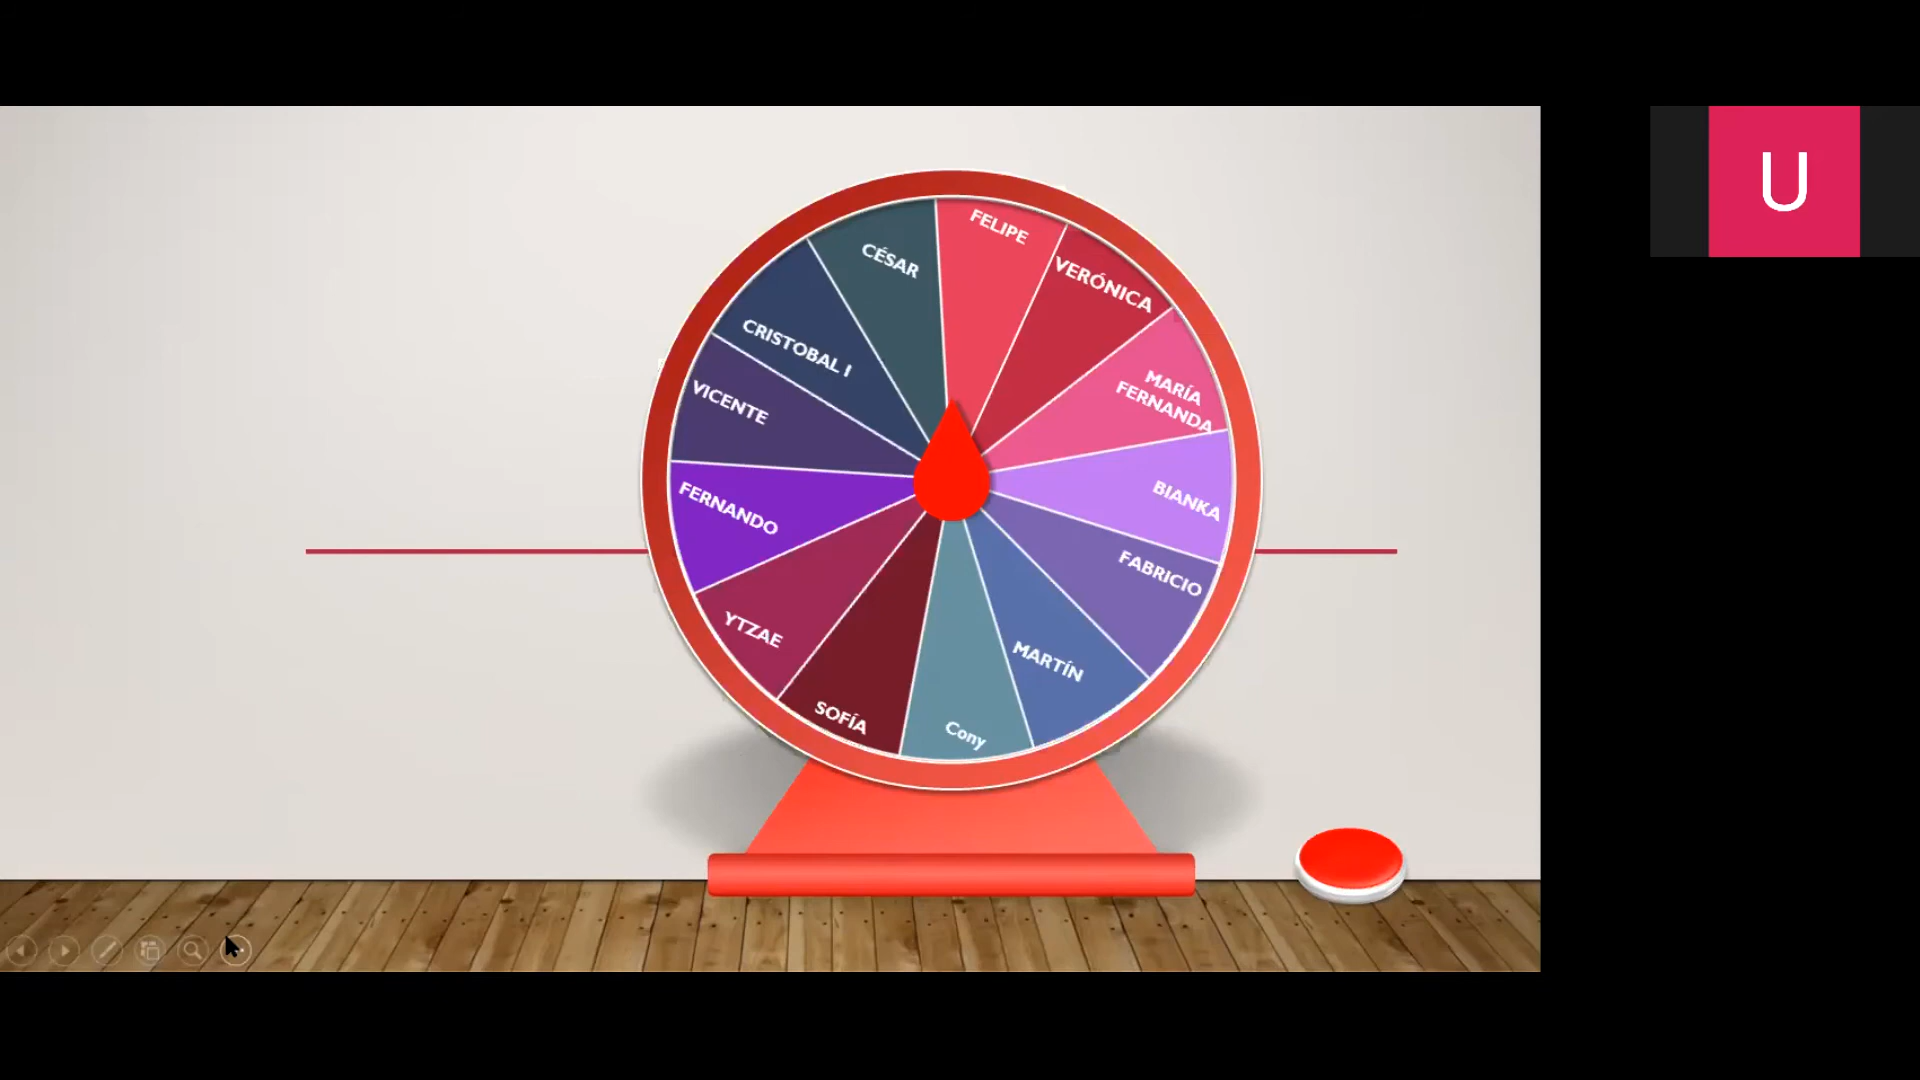 FELIPE
VERÓNICA
MARÍA
FERNANDA
BIANKA
FABRICIO
MARTÍN
Cony
SOFÍA
YTZAE
FERNANDO
VICENTE
CRISTOBAL I
CÉSAR
U